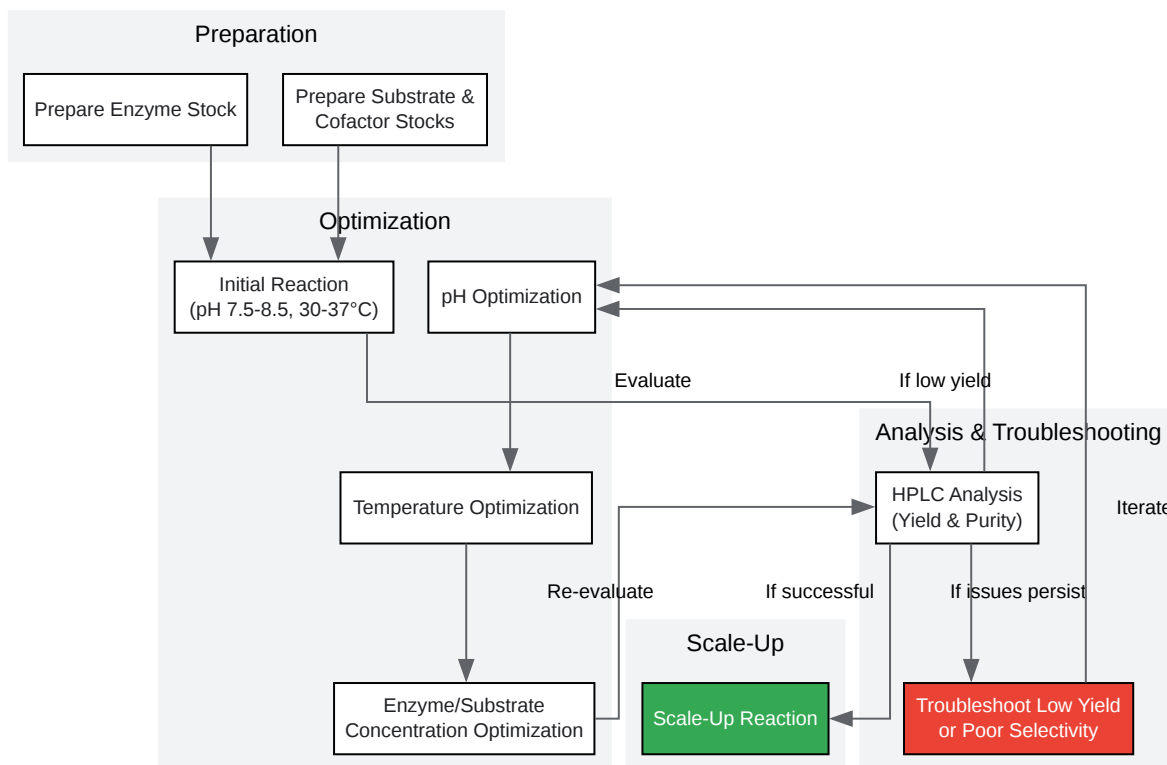 Preparation
Prepare Enzyme Stock
Prepare Substrate &
Cofactor Stocks
Optimization
Initial Reaction
(pH 7.5-8.5, 30-37°C)
pH Optimization
Evaluate
If low yield
Analysis & Troubleshooting
Temperature Optimization
HPLC Analysis
(Yield & Purity)
Iterate
Re-evaluate
If successful
If issues persist
Scale-Up
Enzyme/Substrate
Concentration Optimization
Scale-Up Reaction
Troubleshoot Low Yield
or Poor Selectivity